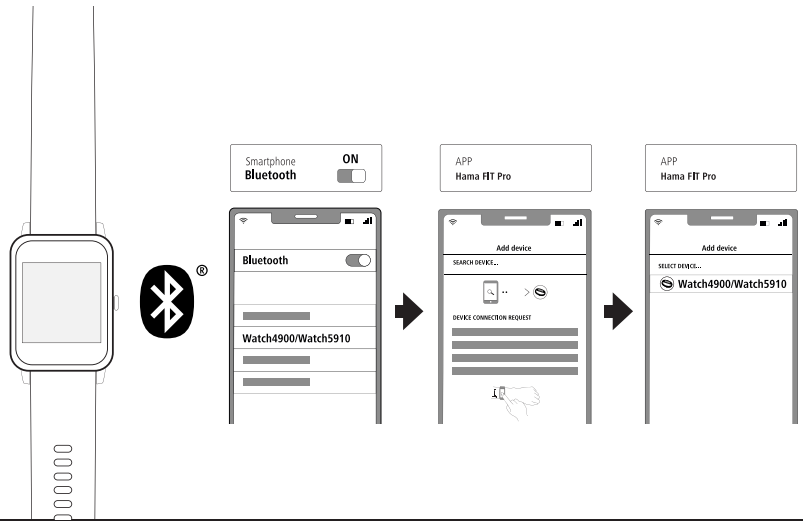 Smartphone
Bluetooth
ON
®
Bluetooth
Watch4900/Watch5910
APP
Hama FIT Pro
Add device
SEARCH DEVICE...
DEVICE CONNECTION REQUEST
APP
Hama FIT Pro
Add device
SELECT DEVICE...
Watch4900/Watch5910